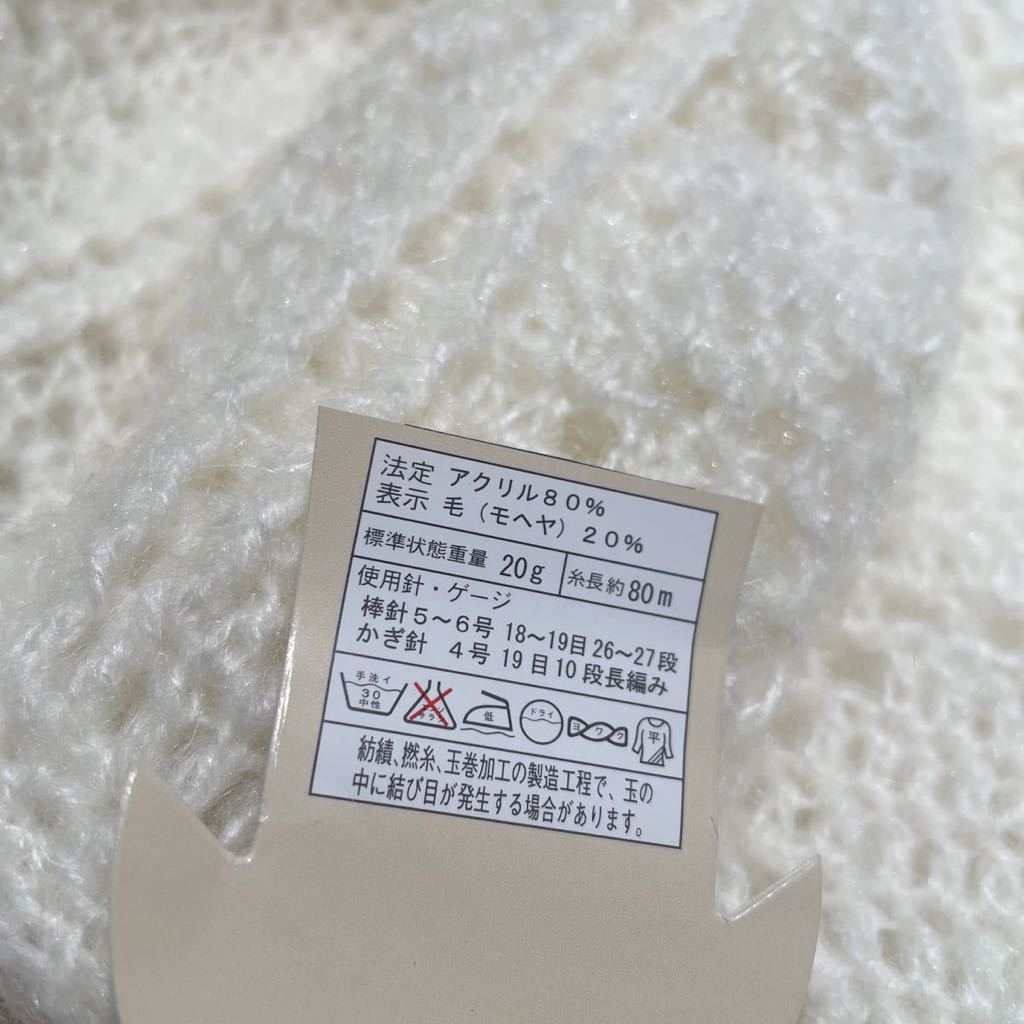 法定 アクリル８０％
表示 毛（モヘヤ）２０％
標準状態重量 20g 糸長約80m
使用針・ゲージ
棒針５～６号 18～19目26～27段
かぎ針 ４号 19目10段長編み
手洗イ
30
中性
サラシ
低
ドライ
ヨワク
平
紡績､撚糸､玉巻加工の製造工程で、玉の
中に結び目が発生する場合があります。